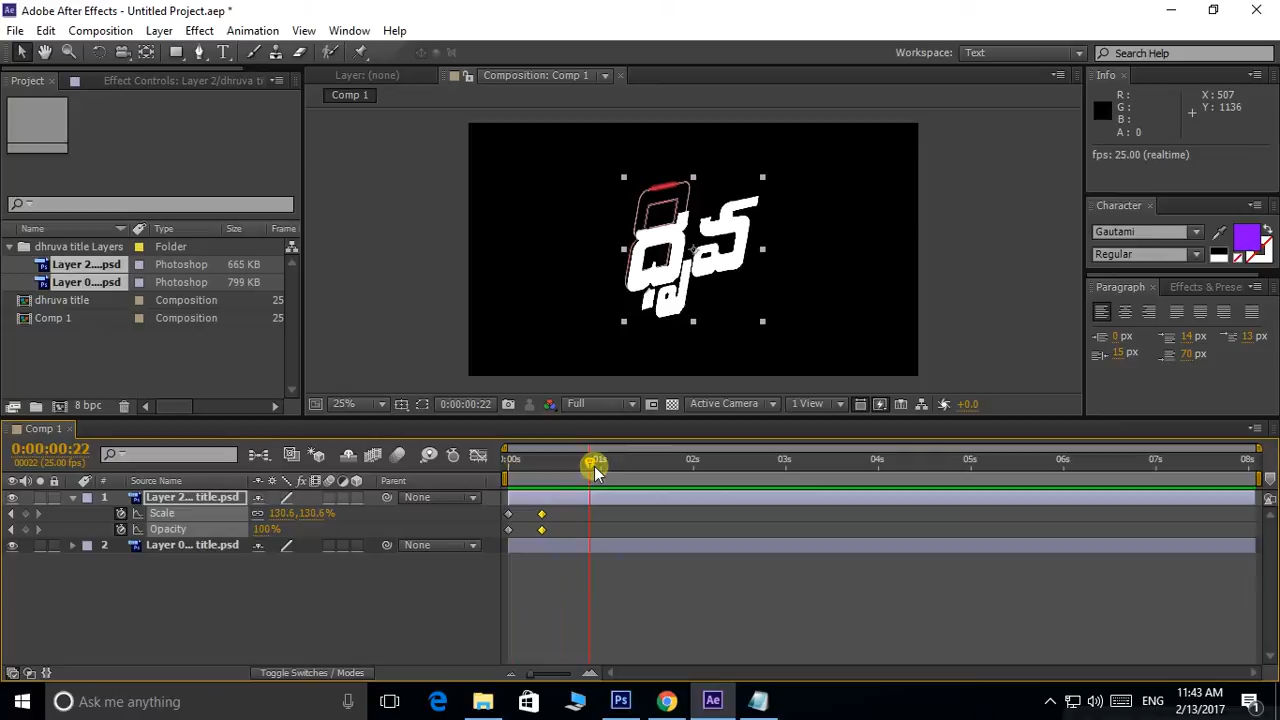 Adobe After Effects - Untitled Project.aep *
File Edit Composition Layer Effect Animation View Window Help
Workspace: Text Search Help
Project Effect Controls: Layer 2/dhruva ti Layer: (none) Composition: Comp 1 Info
Comp 1
R : X : 507
G : Y : 1136
B :
A : 0
fps: 25.00 (realtime)
ధృవ
Character
Gautami
Regular
Name Type Size Frame
dhruva title Layers Folder
Layer 2....psd Photoshop 665 KB
Layer 0....psd Photoshop 799 KB
dhruva title Composition 25
Comp 1 Composition 25
Paragraph Effects & Prese
0 px 14 px 13 px
15 px 70 px
8 bpc 25% 0:00:00:22 Full Active Camera 1 View +0.0
Comp 1
0:00:00:22
00022 (25.00 fps)
:00s 01s 02s 03s 04s 05s 06s 07s 08s
# Source Name Parent
1 Layer 2... title.psd None
Scale 130.6,130.6%
Opacity 100%
2 Layer 0... title.psd None
Toggle Switches / Modes
Ask me anything ENG 11:43 AM
2/13/2017